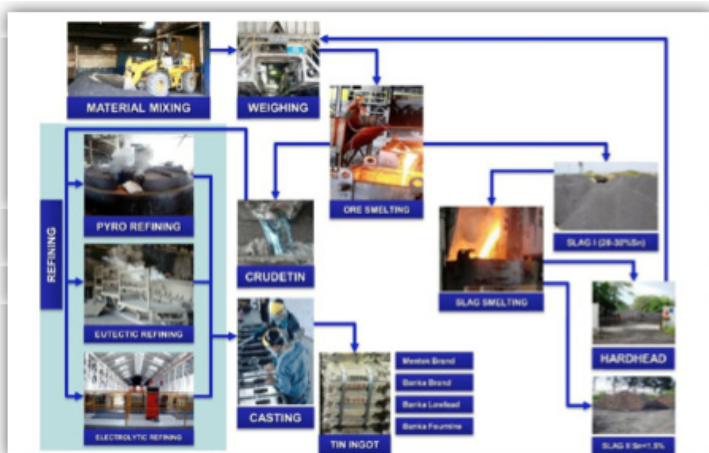 MATERIAL MIXING
WEIGHING
ORE SMELTING
REFINING
PYRO REFINING
CRUDETIN
SLAG I (28-30%Sn)
SLAG SMELTING
EUTECTIC REFINING
HARDHEAD
CASTING
Mentok Brand
Banka Brand
Banka Lowlead
Banka Fournine
ELECTROLYTIC REFINING
TIN INGOT
SLAG II Sn<1.5%